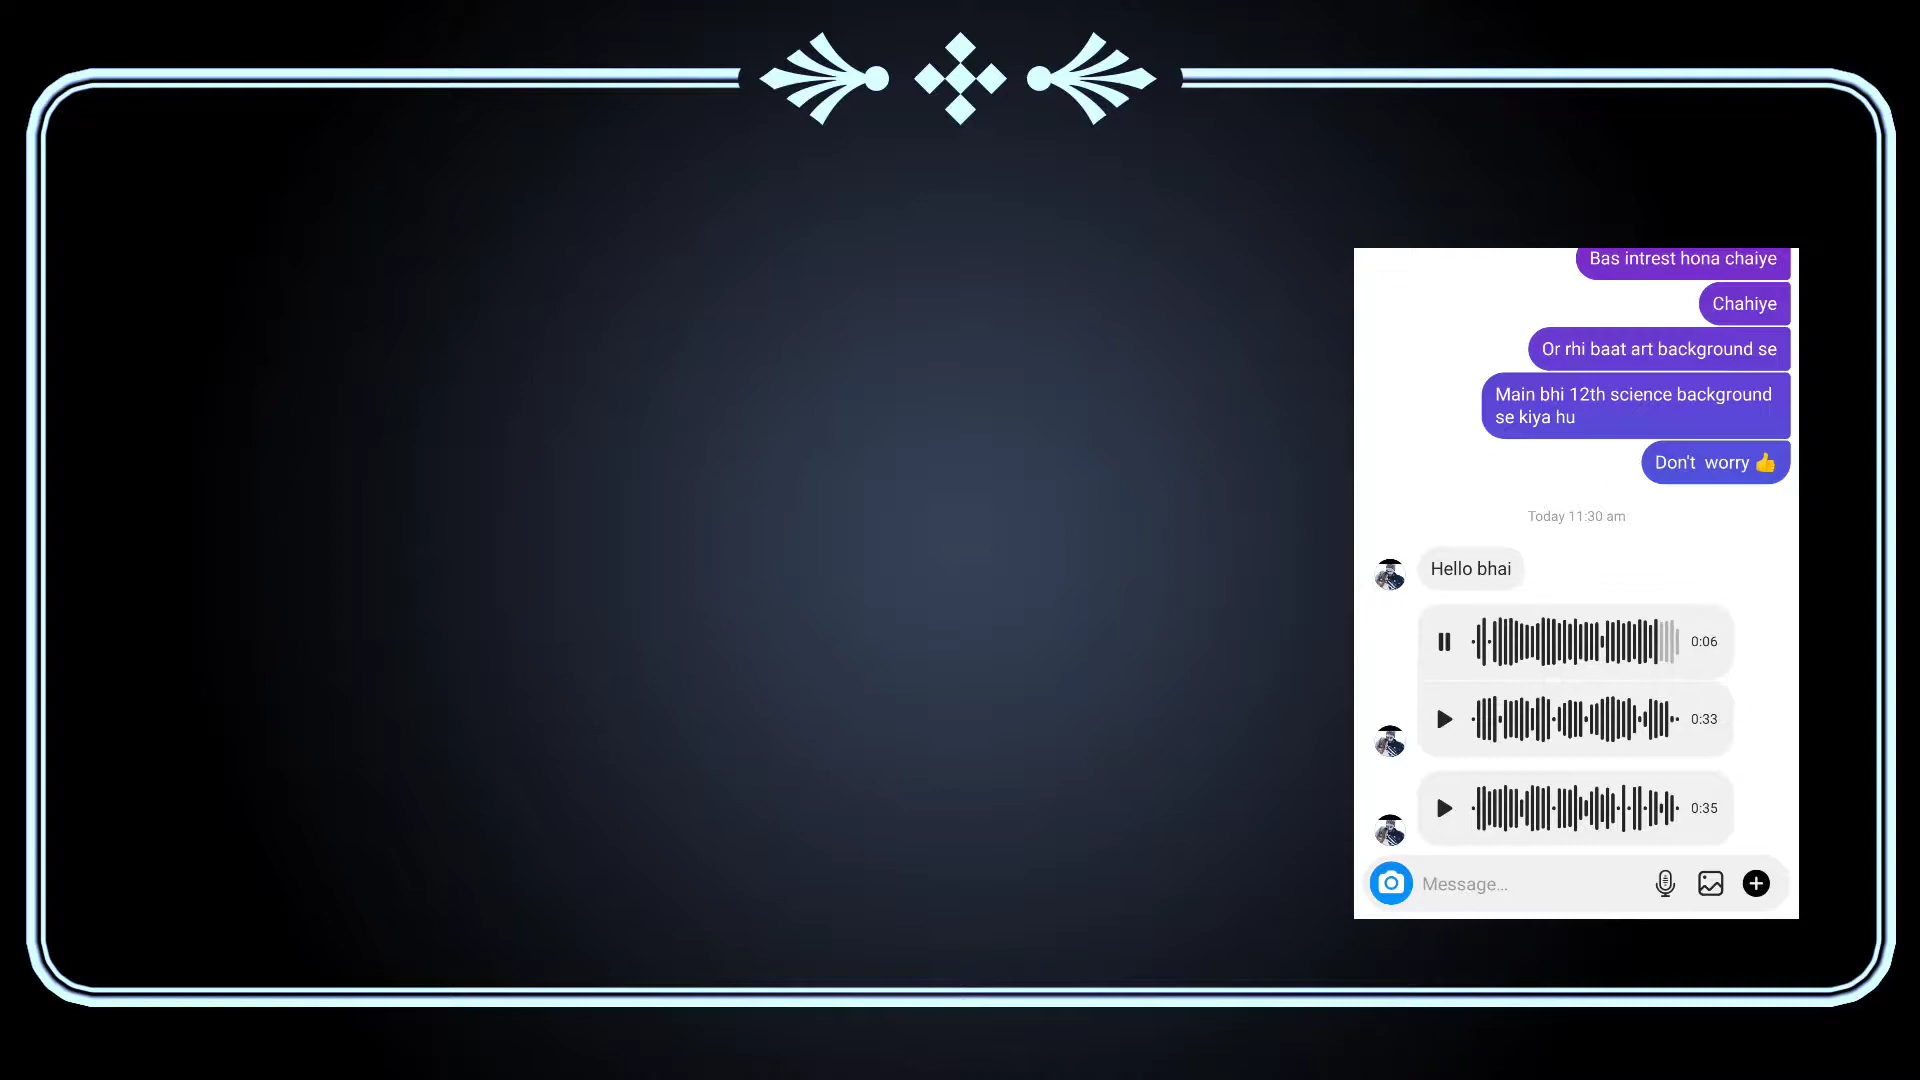 Bas intrest hona chaiye
Chahiye
Or rhi baat art background se
Main bhi 12th science background
se kiya hu
Don't worry 👍
Today 11:30 am
Hello bhai
0:06
0:33
0:35
Message...